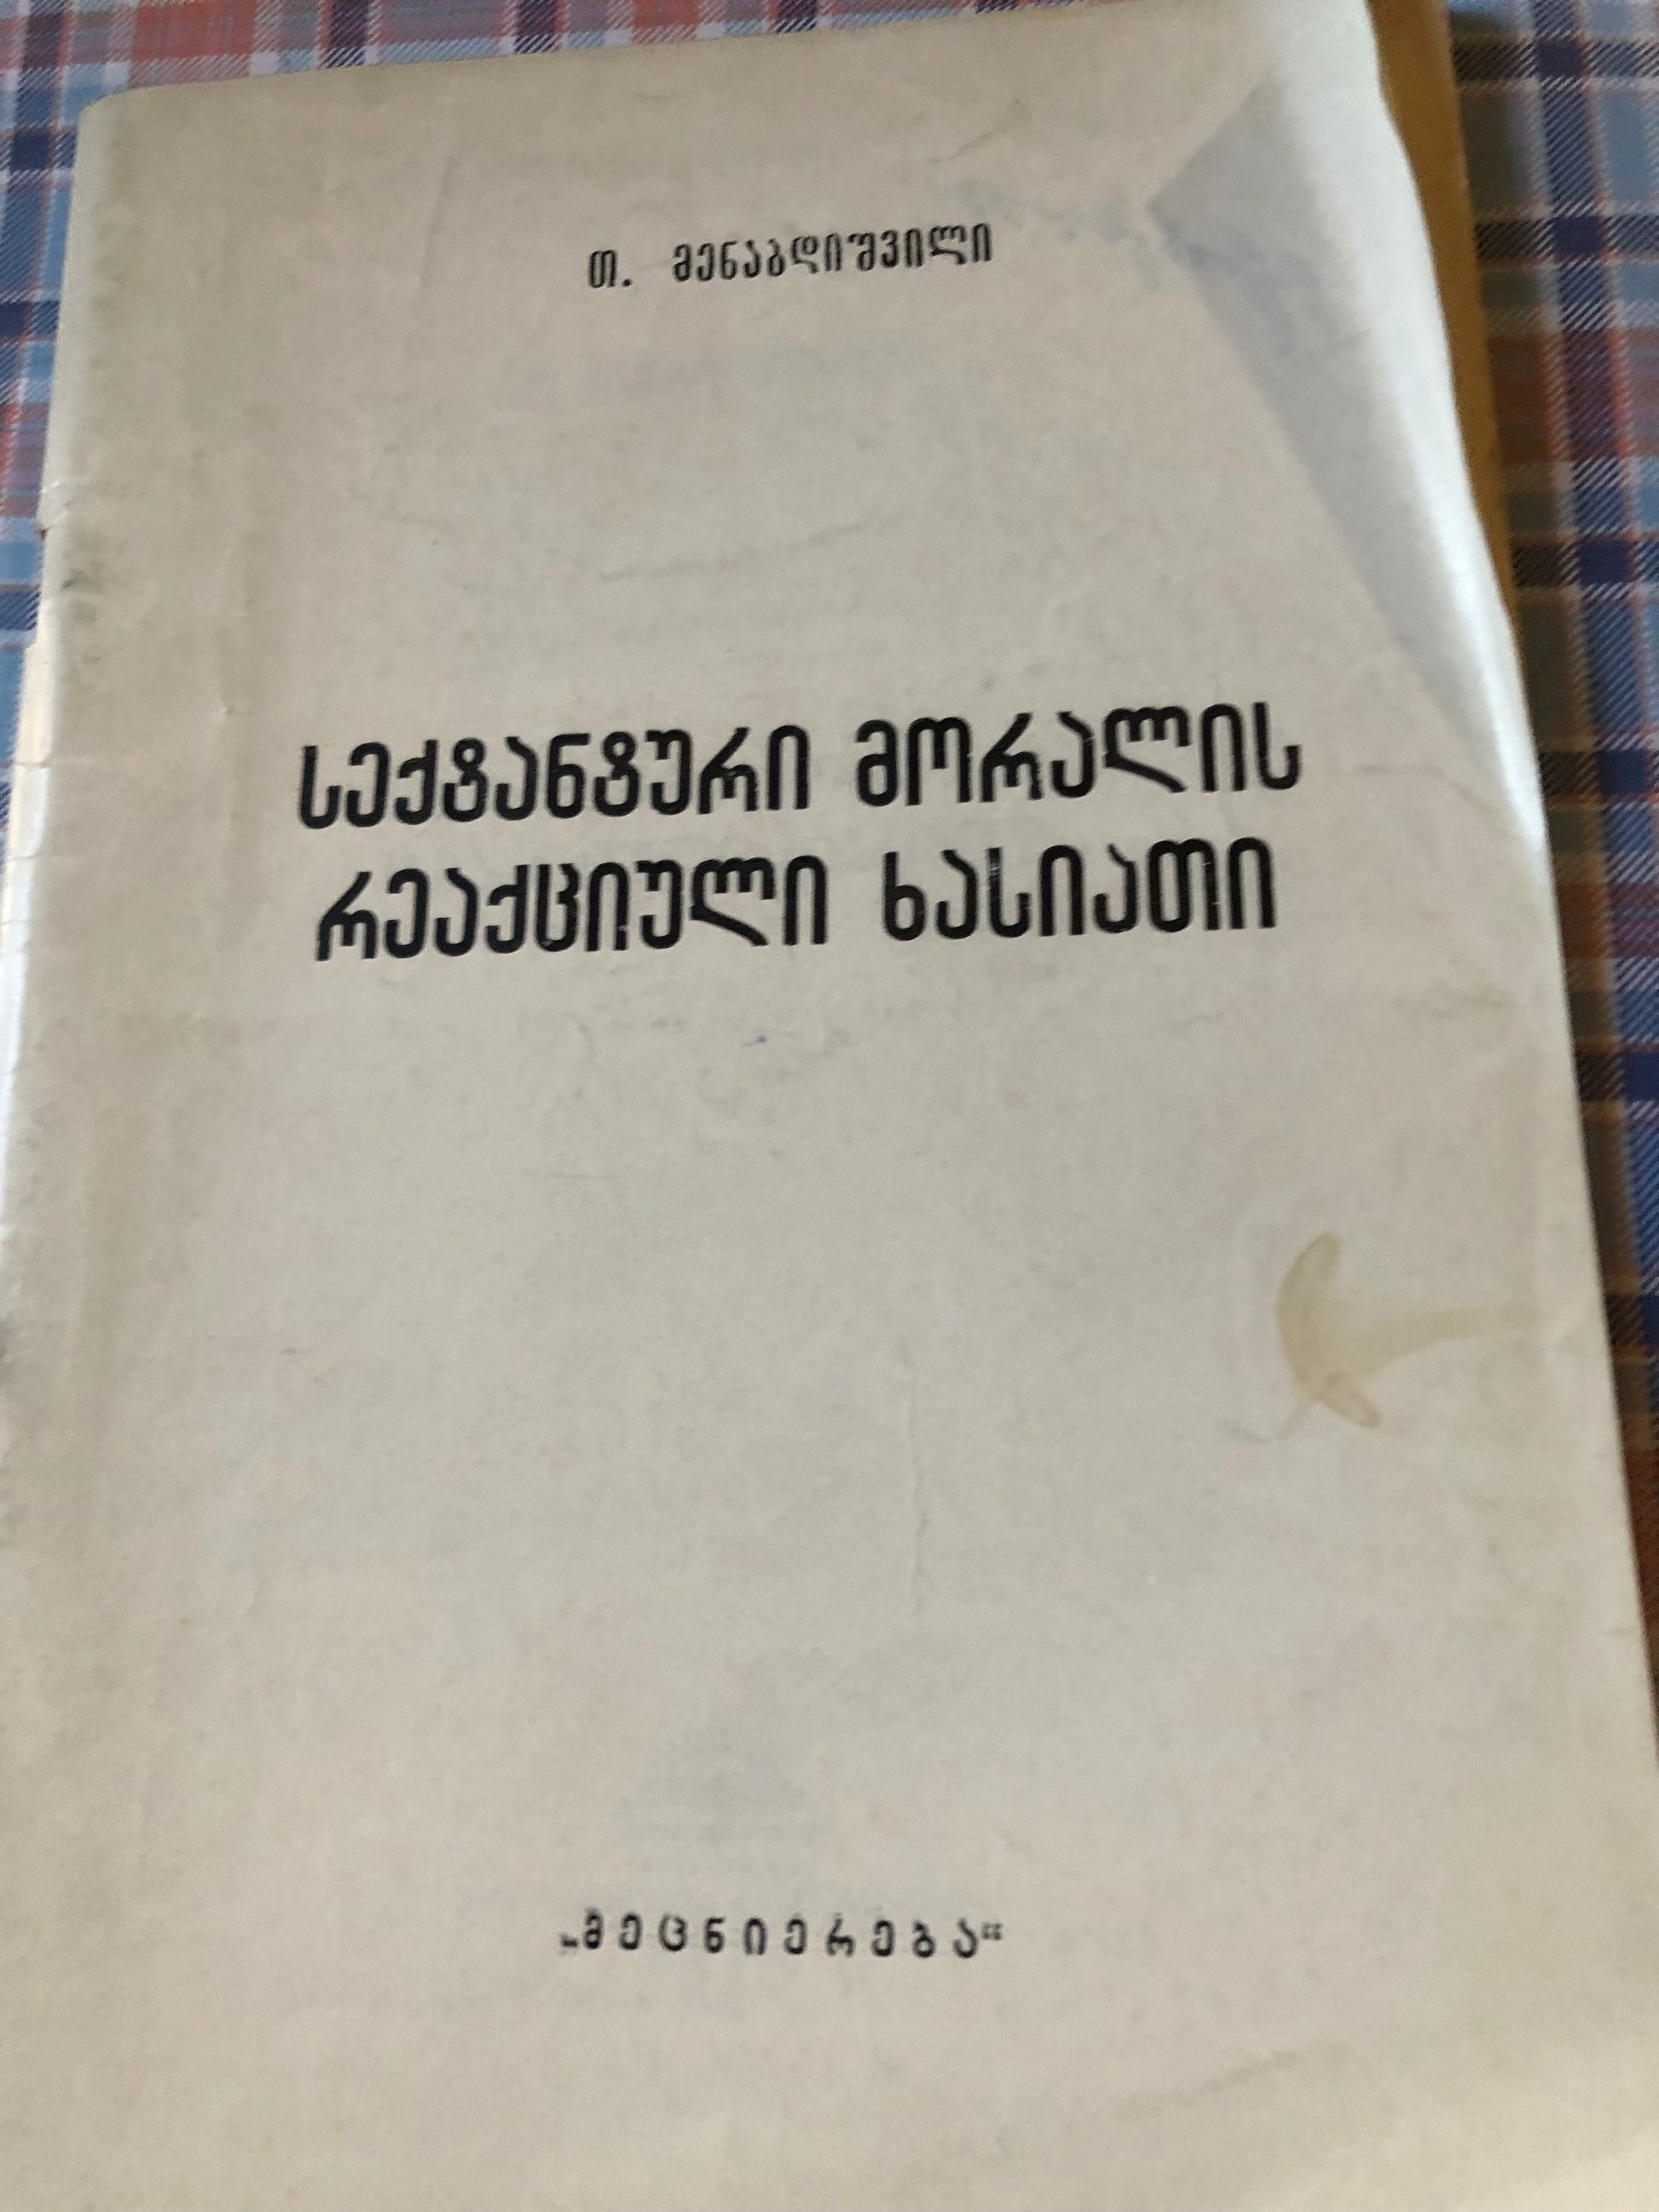 თ. მენაბდიშვილი
სექტანტური მორალის
რეაქციული ხასიათი
„მეცნიერება“